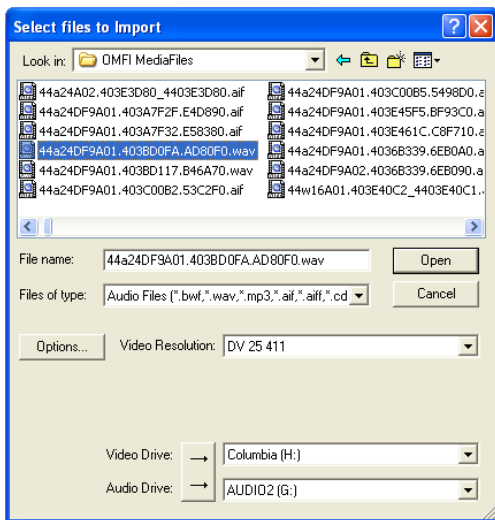 Select files to Import
Look in: OMFI MediaFiles
44a24A02.403E3D80_4403E3D80.aif
44a24DF9A01.403A7F2F.E4D890.aif
44a24DF9A01.403A7F32.E58380.aif
44a24DF9A01.403BD0FA.AD80F0.wav
44a24DF9A01.403BD117.B46A70.wav
44a24DF9A01.403C00B2.53C2F0.aif
44a24DF9A01.403C00B5.5498D0.a
44a24DF9A01.403E45F5.BF93C0.a
44a24DF9A01.403E461C.C8F710.a
44a24DF9A01.4036B339.6EB0A0.a
44a24DF9A02.4036B339.6EB090.a
44w16A01.403E40C2_4403E40C1.
File name: 44a24DF9A01.403BD0FA.AD80F0.wav Open
Files of type: Audio Files (*.bwf,*.wav,*.mp3,*.aif,*.aiff,*.cd Cancel
Options... Video Resolution: DV 25 411
Video Drive: Columbia (H:)
Audio Drive: AUDIO2 (G:)